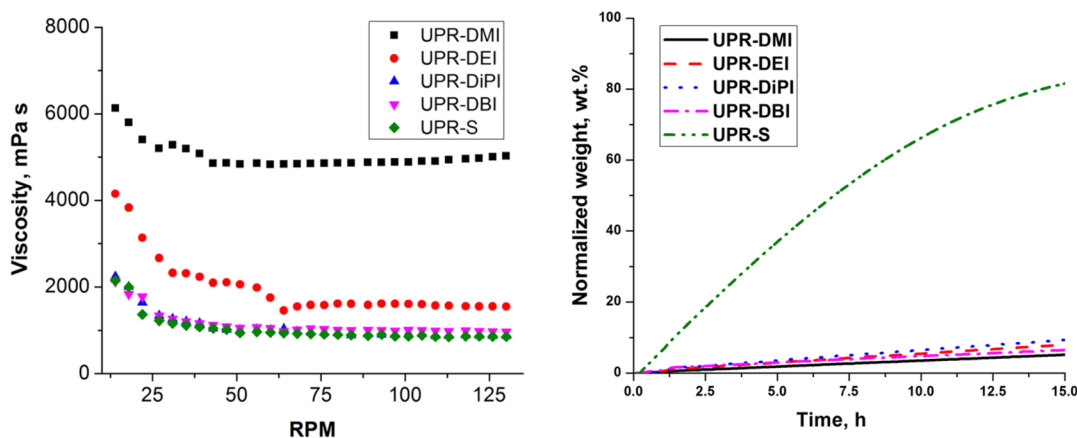 8000
6000
4000
2000
0
Viscosity, mPa s
25
50
75
100
125
RPM
UPR-DMI
UPR-DEI
UPR-DiPI
UPR-DBI
UPR-S
100
80
60
40
20
0
Normalized weight, wt.%
0.0
2.5
5.0
7.5
10.0
12.5
15.0
Time, h
UPR-DMI
UPR-DEI
UPR-DiPI
UPR-DBI
UPR-S